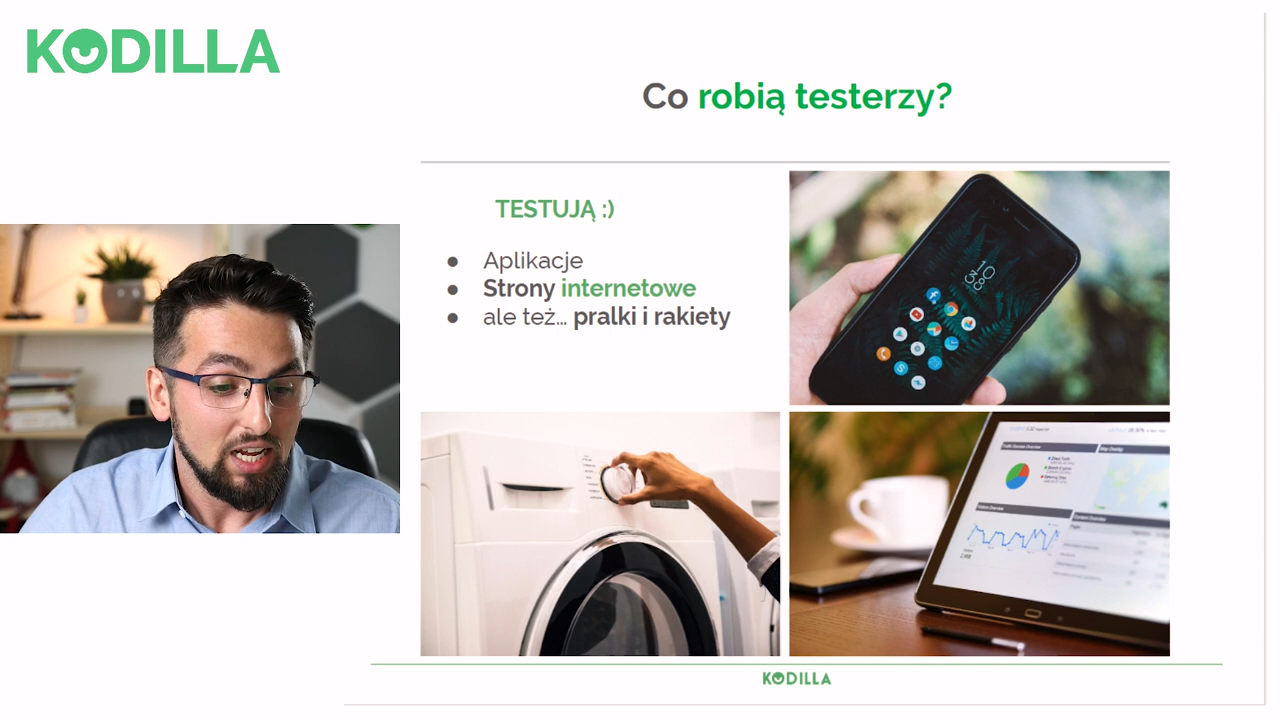 KODILLA
Co robią testerzy?
TESTUJĄ :)
● Aplikacje
● Strony internetowe
● ale też... pralki i rakiety
KODILLA